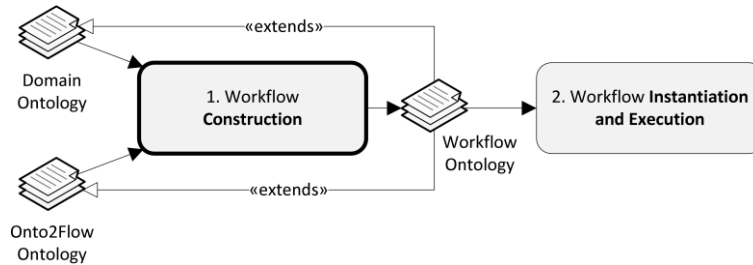 «extends»
Domain
Ontology
1. Workflow
Construction
Workflow
Ontology
2. Workflow Instantiation
and Execution
«extends»
Onto2Flow
Ontology